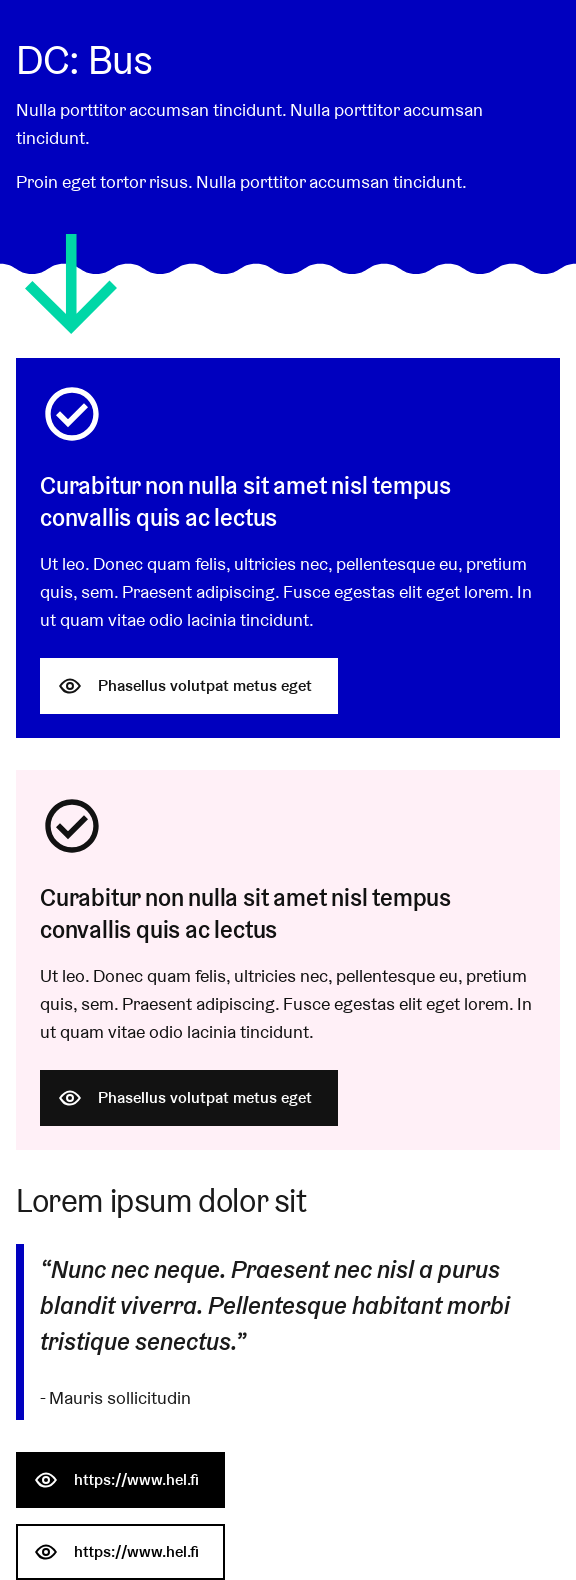 DC: Bus
Nulla porttitor accumsan tincidunt. Nulla porttitor accumsan
tincidunt.
Proin eget tortor risus. Nulla porttitor accumsan tincidunt.
Curabitur non nulla sit amet nisl tempus
convallis quis ac lectus
Ut leo. Donec quam felis, ultricies nec, pellentesque eu, pretium
quis, sem. Praesent adipiscing. Fusce egestas elit eget lorem. In
ut quam vitae odio lacinia tincidunt.
Phasellus volutpat metus eget
Curabitur non nulla sit amet nisl tempus
convallis quis ac lectus
Ut leo. Donec quam felis, ultricies nec, pellentesque eu, pretium
quis, sem. Praesent adipiscing. Fusce egestas elit eget lorem. In
ut quam vitae odio lacinia tincidunt.
Phasellus volutpat metus eget
Lorem ipsum dolor sit
“Nunc nec neque. Praesent nec nisl a purus
blandit viverra. Pellentesque habitant morbi
tristique senectus.”
- Mauris sollicitudin
https://www.hel.fi
https://www.hel.fi